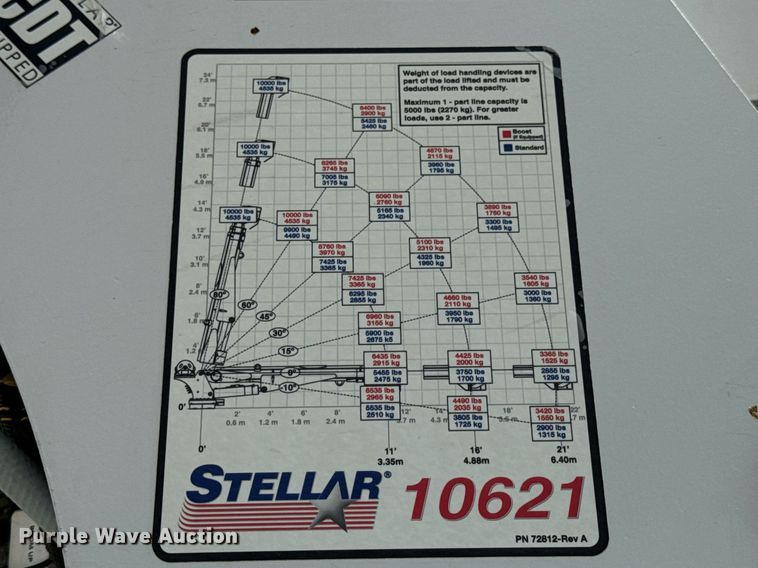 CDT
24'
7.3 m
22'
6.7 m
20'
6.1 m
18'
5.5 m
16'
4.9 m
14'
4.3 m
12'
3.7 m
10'
3.1 m
8'
2.4 m
6'
1.8 m
4'
1.2 m
0'
Weight of load handling devices are
part of the load lifted and must be
deducted from the capacity.
Maximum 1 - part line capacity is
5000 lbs (2270 kg). For greater
loads, use 2 - part line.
Boost
(If Equipped)
Standard
10000 lbs
4535 kg
6400 lbs
2900 kg
5425 lbs
2460 kg
10000 lbs
4535 kg
8265 lbs
3745 kg
7005 lbs
3175 kg
4670 lbs
2115 kg
3960 lbs
1795 kg
10000 lbs
4535 kg
10000 lbs
4535 kg
9900 lbs
4490 kg
6090 lbs
2760 kg
5165 lbs
2340 kg
3890 lbs
1760 kg
3300 lbs
1495 kg
8760 lbs
3970 kg
7425 lbs
3365 kg
5100 lbs
2310 kg
4325 lbs
1960 kg
7425 lbs
3365 kg
6295 lbs
2855 kg
4660 lbs
2110 kg
3950 lbs
1790 kg
3540 lbs
1605 kg
3000 lbs
1360 kg
6960 lbs
3155 kg
5900 lbs
2675 k5
6435 lbs
2915 kg
5455 lbs
2475 kg
4425 lbs
2000 kg
3750 lbs
1700 kg
3365 lbs
1525 kg
2855 lbs
1295 kg
6535 lbs
2965 kg
5535 lbs
2510 kg
4490 lbs
2035 kg
3805 lbs
1725 kg
3420 lbs
1550 kg
2900 lbs
1315 kg
80°
60°
45°
30°
15°
0°
-10°
2' 4' 6' 8' 12' 14' 18' 22'
0.6 m 1.2 m 1.8 m 2.4 m
0' 11' 16' 21'
3.35m 4.88m 6.40m
STELLAR® 10621
PN 72812-Rev A
Purple Wave Auction